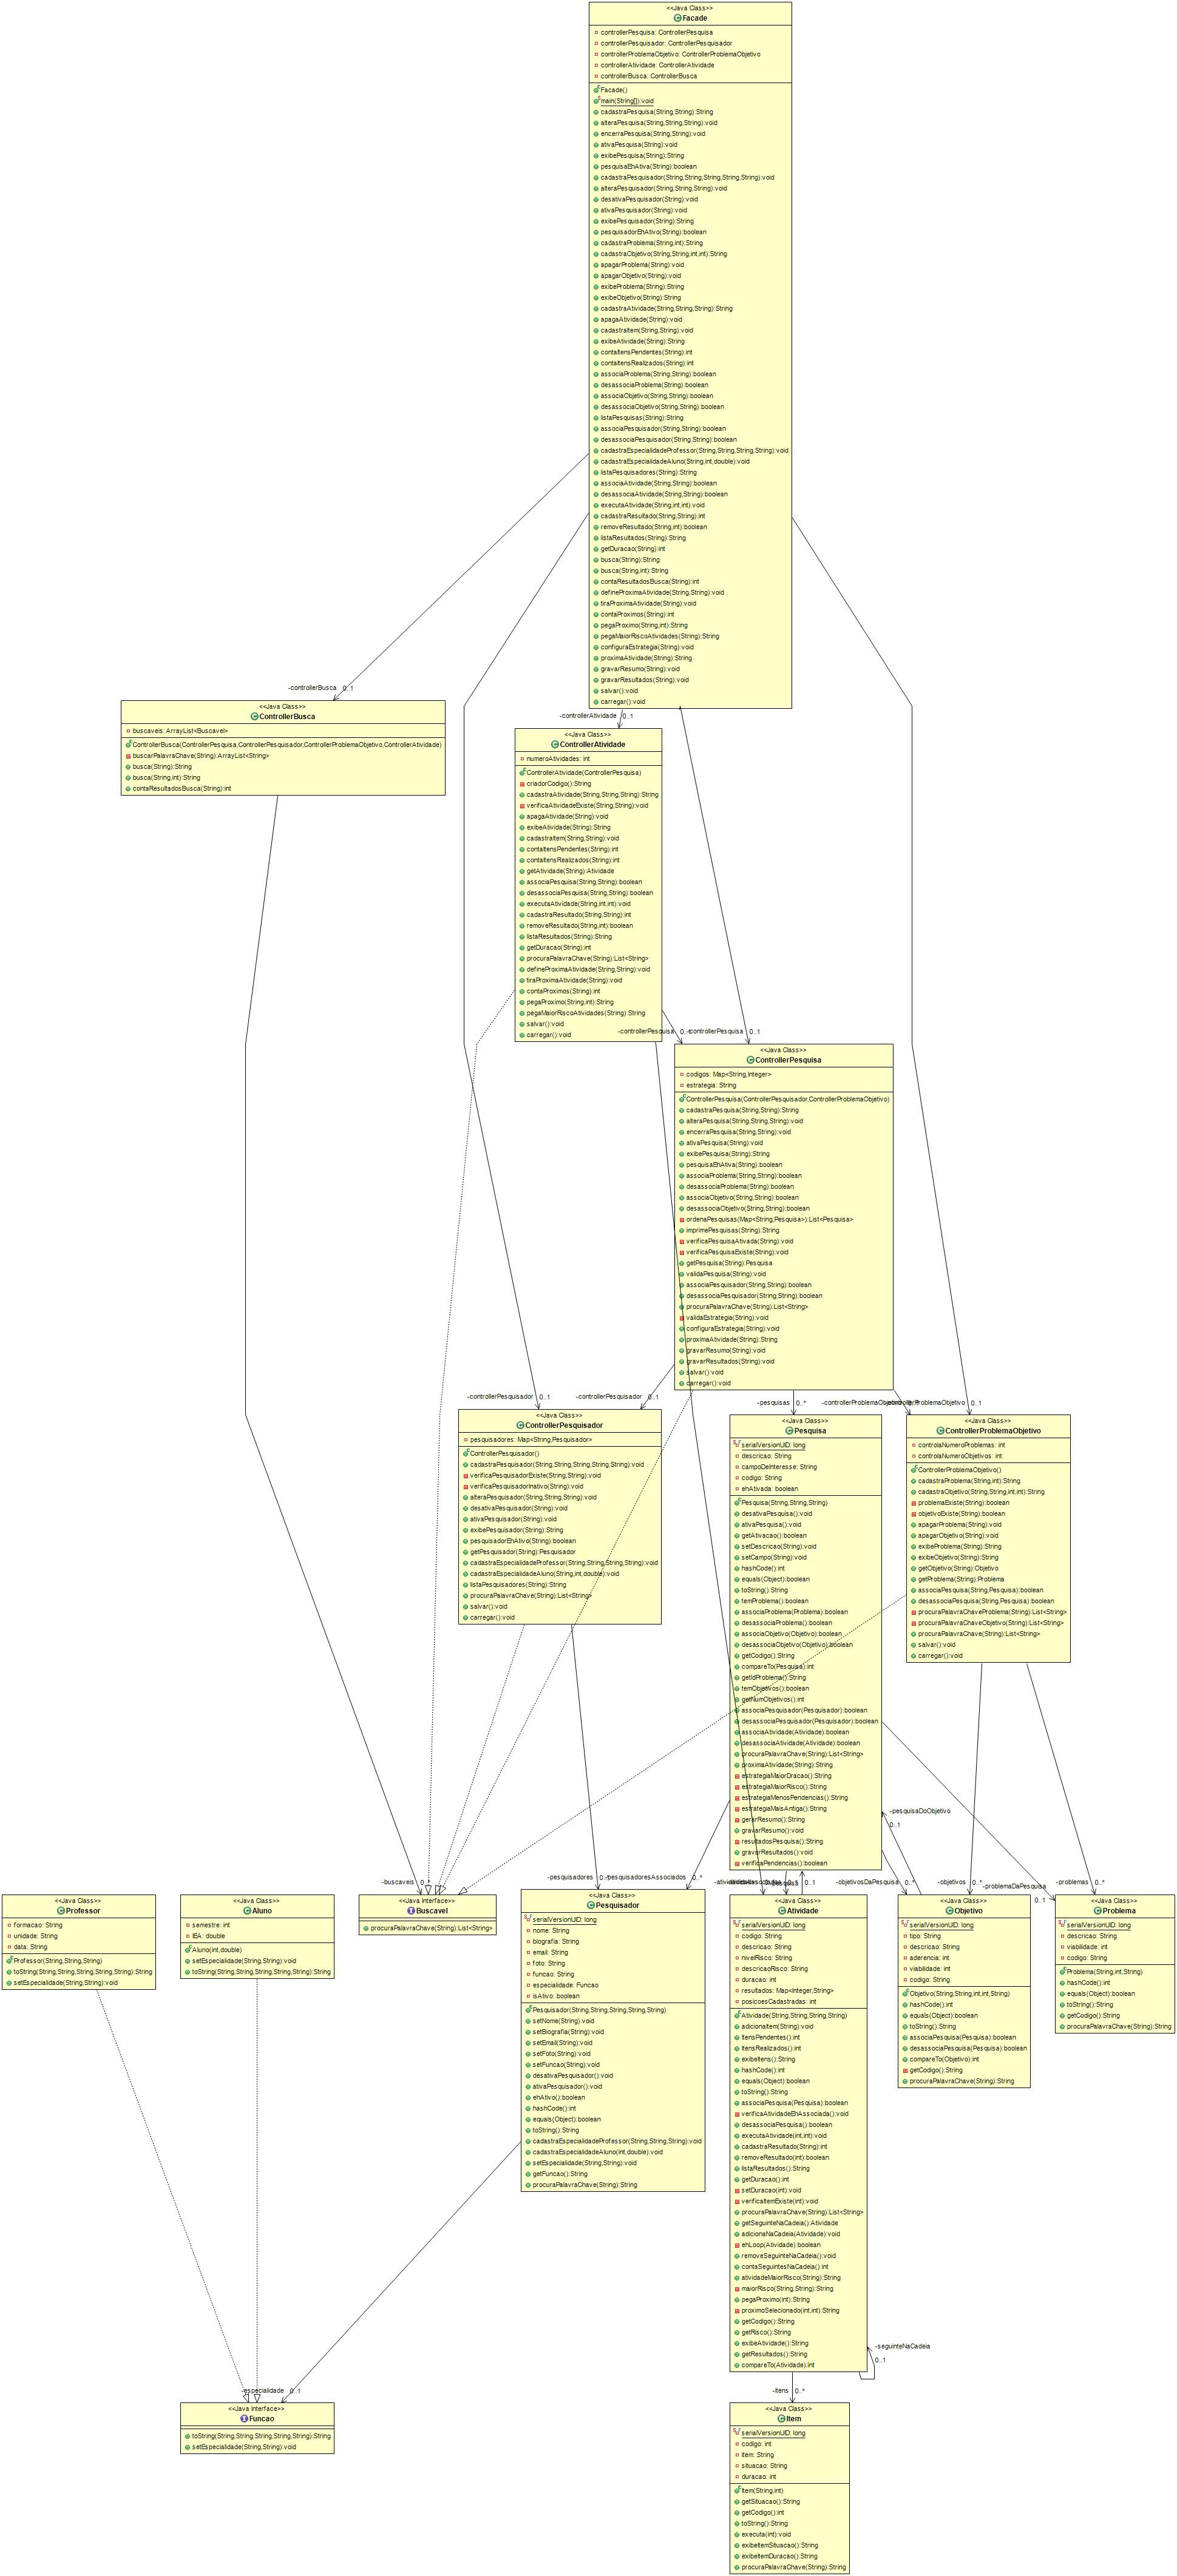 <<Java Class>>
Facade
controllerPesquisa: ControllerPesquisa
controllerPesquisador: ControllerPesquisador
controllerProblemaObjetivo: ControllerProblemaObjetivo
controllerAtividade: ControllerAtividade
controllerBusca: ControllerBusca
Facade()
main(String[]):void
cadastraPesquisa(String,String):String
alteraPesquisa(String,String,String):void
encerraPesquisa(String,String):void
ativaPesquisa(String):void
exibePesquisa(String):String
pesquisaEhAtiva(String):boolean
cadastraPesquisador(String,String,String,String,String):void
alteraPesquisador(String,String,String):void
desativaPesquisador(String):void
ativaPesquisador(String):void
exibePesquisador(String):String
pesquisadorEhAtivo(String):boolean
cadastraProblema(String,int):String
cadastraObjetivo(String,String,int,int):String
apagarProblema(String):void
apagarObjetivo(String):void
exibeProblema(String):String
exibeObjetivo(String):String
cadastraAtividade(String,String,String):String
apagaAtividade(String):void
cadastraItem(String,String):void
exibeAtividade(String):String
contaItensPendentes(String):int
contaItensRealizados(String):int
associaProblema(String,String):boolean
desassociaProblema(String):boolean
associaObjetivo(String,String):boolean
desassociaObjetivo(String,String):boolean
listaPesquisas(String):String
associaPesquisador(String,String):boolean
desassociaPesquisador(String,String):boolean
cadastraEspecialidadeProfessor(String,String,String,String):void
cadastraEspecialidadeAluno(String,int,double):void
listaPesquisadores(String):String
associaAtividade(String,String):boolean
desassociaAtividade(String,String):boolean
executaAtividade(String,int,int):void
cadastraResultado(String,String):int
removeResultado(String,int):boolean
listaResultados(String):String
getDuracao(String):int
busca(String):String
busca(String,int):String
contaResultadosBusca(String):int
defineProximaAtividade(String,String):void
tiraProximaAtividade(String):void
contaProximos(String):int
pegaProximo(String,int):String
pegaMaiorRiscoAtividades(String):String
configuraEstrategia(String):void
proximaAtividade(String):String
gravarResumo(String):void
gravarResultados(String):void
salvar():void
carregar():void
-controllerBusca 0..1
<<Java Class>>
ControllerBusca
buscaveis: ArrayList<Buscavel>
ControllerBusca(ControllerPesquisa,ControllerPesquisador,ControllerProblemaObjetivo,ControllerAtividade)
buscarPalavraChave(String):ArrayList<String>
busca(String):String
busca(String,int):String
contaResultadosBusca(String):int
-controllerAtividade 0..1
<<Java Class>>
ControllerAtividade
numeroAtividades: int
ControllerAtividade(ControllerPesquisa)
criadorCodigo():String
cadastraAtividade(String,String,String):String
verificaAtividadeExiste(String,String):void
apagaAtividade(String):void
exibeAtividade(String):String
cadastraItem(String,String):void
contaItensPendentes(String):int
contaItensRealizados(String):int
getAtividade(String):Atividade
associaPesquisa(String,String):boolean
desassociaPesquisa(String,String):boolean
executaAtividade(String,int,int):void
cadastraResultado(String,String):int
removeResultado(String,int):boolean
listaResultados(String):String
getDuracao(String):int
procuraPalavraChave(String):List<String>
defineProximaAtividade(String,String):void
tiraProximaAtividade(String):void
contaProximos(String):int
pegaProximo(String,int):String
pegaMaiorRiscoAtividades(String):String
salvar():void
carregar():void
-controllerPesquisa
controllerPesquisa 0..1
<<Java Class>>
ControllerPesquisa
codigos: Map<String,Integer>
estrategia: String
ControllerPesquisa(ControllerPesquisador,ControllerProblemaObjetivo)
cadastraPesquisa(String,String):String
alteraPesquisa(String,String,String):void
encerraPesquisa(String,String):void
ativaPesquisa(String):void
exibePesquisa(String):String
pesquisaEhAtiva(String):boolean
associaProblema(String,String):boolean
desassociaProblema(String):boolean
associaObjetivo(String,String):boolean
desassociaObjetivo(String,String):boolean
ordenaPesquisas(Map<String,Pesquisa>):List<Pesquisa>
imprimePesquisas(String):String
verificaPesquisaAtivada(String):void
verificaPesquisaExiste(String):void
getPesquisa(String):Pesquisa
validaPesquisa(String):void
associaPesquisador(String,String):boolean
desassociaPesquisador(String,String):boolean
procuraPalavraChave(String):List<String>
validaEstrategia(String):void
configuraEstrategia(String):void
proximaAtividade(String):String
gravarResumo(String):void
gravarResultados(String):void
salvar():void
carregar():void
-controllerPesquisador 0..1
-controllerPesquisador 0..1
-pesquisas 0..*
0..1
<<Java Class>>
ControllerPesquisador
pesquisadores: Map<String,Pesquisador>
ControllerPesquisador()
cadastraPesquisador(String,String,String,String,String):void
verificaPesquisadorExiste(String,String):void
verificaPesquisadorInativo(String):void
alteraPesquisador(String,String,String):void
desativaPesquisador(String):void
ativaPesquisador(String):void
exibePesquisador(String):String
pesquisadorEhAtivo(String):boolean
getPesquisador(String):Pesquisador
cadastraEspecialidadeProfessor(String,String,String,String):void
cadastraEspecialidadeAluno(String,int,double):void
listaPesquisadores(String):String
procuraPalavraChave(String):List<String>
salvar():void
carregar():void
<<Java Class>>
Pesquisa
serialVersionUID: long
descricao: String
campoDeInteresse: String
codigo: String
ehAtivada: boolean
Pesquisa(String,String,String)
desativaPesquisa():void
ativaPesquisa():void
getAtivacao():boolean
setDescricao(String):void
setCampo(String):void
hashCode():int
equals(Object):boolean
toString():String
temProblema():boolean
associaProblema(Problema):boolean
desassociaProblema():boolean
associaObjetivo(Objetivo):boolean
desassociaObjetivo(Objetivo):boolean
getCodigo():String
compareTo(Pesquisa):int
getIdProblema():String
temObjetivos():boolean
getNumObjetivos():int
associaPesquisador(Pesquisador):boolean
desassociaPesquisador(Pesquisador):boolean
associaAtividade(Atividade):boolean
desassociaAtividade(Atividade):boolean
procuraPalavraChave(String):List<String>
proximaAtividade(String):String
estrategiaMaiorDracao():String
estrategiaMaiorRisco():String
estrategiaMenosPendencias():String
estrategiaMaisAntiga():String
gerarResumo():String
gravarResumo():void
resultadosPesquisa():String
gravarResultados():void
verificaPendencias():boolean
<<Java Class>>
ControllerProblemaObjetivo
controlaNumeroProblemas: int
controlaNumeroObjetivos: int
ControllerProblemaObjetivo()
cadastraProblema(String,int):String
cadastraObjetivo(String,String,int,int):String
problemaExiste(String):boolean
objetivoExiste(String):boolean
apagarProblema(String):void
apagarObjetivo(String):void
exibeProblema(String):String
exibeObjetivo(String):String
getObjetivo(String):Objetivo
getProblema(String):Problema
associaPesquisa(String,Pesquisa):boolean
desassociaPesquisa(String,Pesquisa):boolean
procuraPalavraChaveProblema(String):List<String>
procuraPalavraChaveObjetivo(String):List<String>
procuraPalavraChave(String):List<String>
salvar():void
carregar():void
-pesquisaDoObjetivo
0..1
-buscaveis
-pesquisadores
pesquisadoresAssociados 0..*
0..1
-objetivosDaPesquisa 0..*
-objetivos 0..*
-problemaDaPesquisa
0..1
-problemas 0..*
<<Java Class>>
Professor
formacao: String
unidade: String
data: String
Professor(String,String,String)
toString(String,String,String,String,String):String
setEspecialidade(String,String):void
<<Java Class>>
Aluno
semestre: int
IEA: double
Aluno(int,double)
setEspecialidade(String,String):void
toString(String,String,String,String,String):String
<<Java Interface>>
Buscavel
procuraPalavraChave(String):List<String>
<<Java Class>>
Pesquisador
serialVersionUID: long
nome: String
biografia: String
email: String
foto: String
funcao: String
especialidade: Funcao
isAtivo: boolean
Pesquisador(String,String,String,String,String)
setNome(String):void
setBiografia(String):void
setEmail(String):void
setFoto(String):void
setFuncao(String):void
desativaPesquisador():void
ativaPesquisador():void
ehAtivo():boolean
hashCode():int
equals(Object):boolean
toString():String
cadastraEspecialidadeProfessor(String,String,String):void
cadastraEspecialidadeAluno(int,double):void
setEspecialidade(String,String):void
getFuncao():String
procuraPalavraChave(String):String
<<Java Class>>
Atividade
serialVersionUID: long
codigo: String
descricao: String
nivelRisco: String
descricaoRisco: String
duracao: int
resultados: Map<Integer,String>
posicoesCadastradas: int
Atividade(String,String,String,String)
adicionaItem(String):void
itensPendentes():int
itensRealizados():int
exibeItens():String
hashCode():int
equals(Object):boolean
toString():String
associaPesquisa(Pesquisa):boolean
verificaAtividadeEhAssociada():void
desassociaPesquisa():boolean
executaAtividade(int,int):void
cadastraResultado(String):int
removeResultado(int):boolean
listaResultados():String
getDuracao():int
setDuracao(int):void
verificaItemExiste(int):void
procuraPalavraChave(String):List<String>
getSeguinteNaCadeia():Atividade
adicionaNaCadeia(Atividade):void
ehLoop(Atividade):boolean
removeSeguinteNaCadeia():void
contaSeguintesNaCadeia():int
atividadeMaiorRisco(String):String
maiorRisco(String,String):String
pegaProximo(int):String
proximoSelecionado(int,int):String
getCodigo():String
getRisco():String
exibeAtividade():String
getResultados():String
compareTo(Atividade):int
<<Java Class>>
Objetivo
serialVersionUID: long
tipo: String
descricao: String
aderencia: int
viabilidade: int
codigo: String
Objetivo(String,String,int,int,String)
hashCode():int
equals(Object):boolean
toString():String
associaPesquisa(Pesquisa):boolean
desassociaPesquisa(Pesquisa):boolean
compareTo(Objetivo):int
getCodigo():String
procuraPalavraChave(String):String
<<Java Class>>
Problema
serialVersionUID: long
descricao: String
viabilidade: int
codigo: String
Problema(String,int,String)
hashCode():int
equals(Object):boolean
toString():String
getCodigo():String
procuraPalavraChave(String):String
-seguinteNaCadeia
0..1
-especialidade 0..1
-itens 0..*
<<Java Interface>>
Funcao
toString(String,String,String,String,String):String
setEspecialidade(String,String):void
<<Java Class>>
Item
serialVersionUID: long
codigo: int
item: String
situacao: String
duracao: int
Item(String,int)
getSituacao():String
getCodigo():int
toString():String
executa(int):void
exibeItemSituacao():String
exibeItemDuracao():String
procuraPalavraChave(String):String